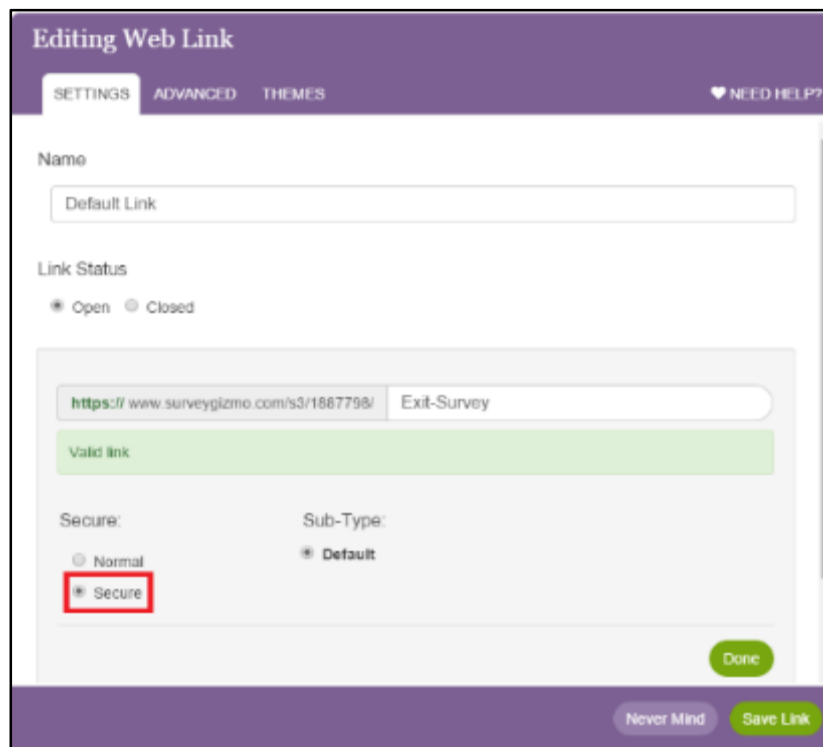 Editing Web Link
SETTINGS ADVANCED THEMES NEED HELP?
Name
Default Link
Link Status
Open Closed
https:// www.surveygizmo.com/s3/1887798/ Exit-Survey
Valid link
Secure: Sub-Type:
Normal Default
Secure
Done
Never Mind Save Link